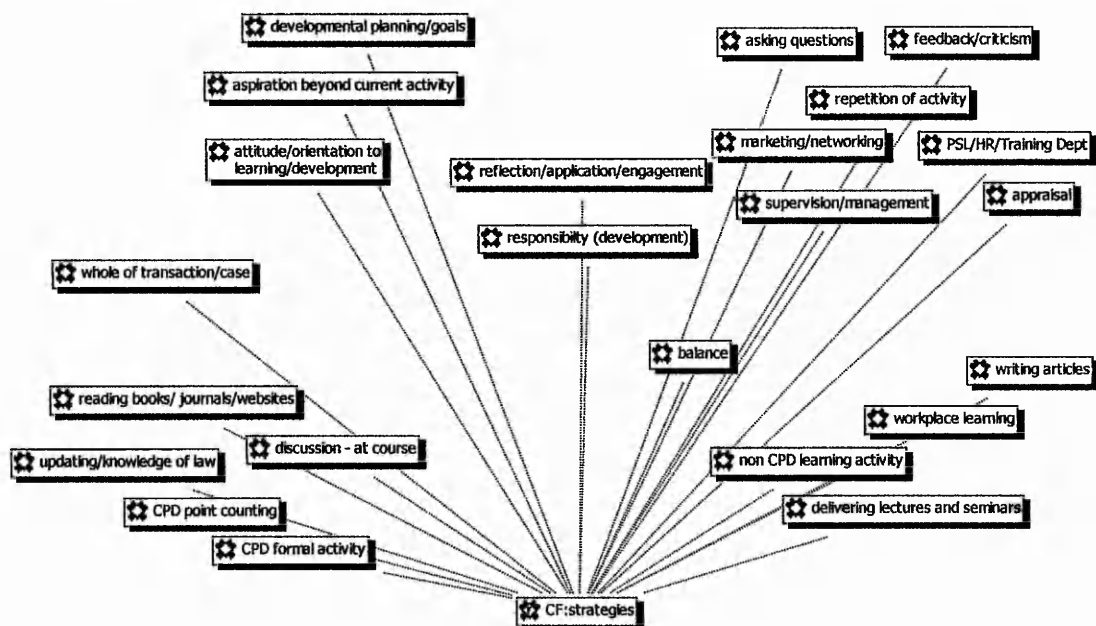 developmental planning/goals
asking questions
feedback/criticism
aspiration beyond current activity
repetition of activity
attitude/orientation to
learning/development
marketing/networking
PSL/HR/Training Dept
reflection/application/engagement
supervision/management
appraisal
responsibilty (development)
whole of transaction/case
balance
writing articles
reading books/ journals/websites
workplace learning
discussion - at course
updating/knowledge of law
non CPD learning activity
CPD point counting
delivering lectures and seminars
CPD formal activity
CF:strategies